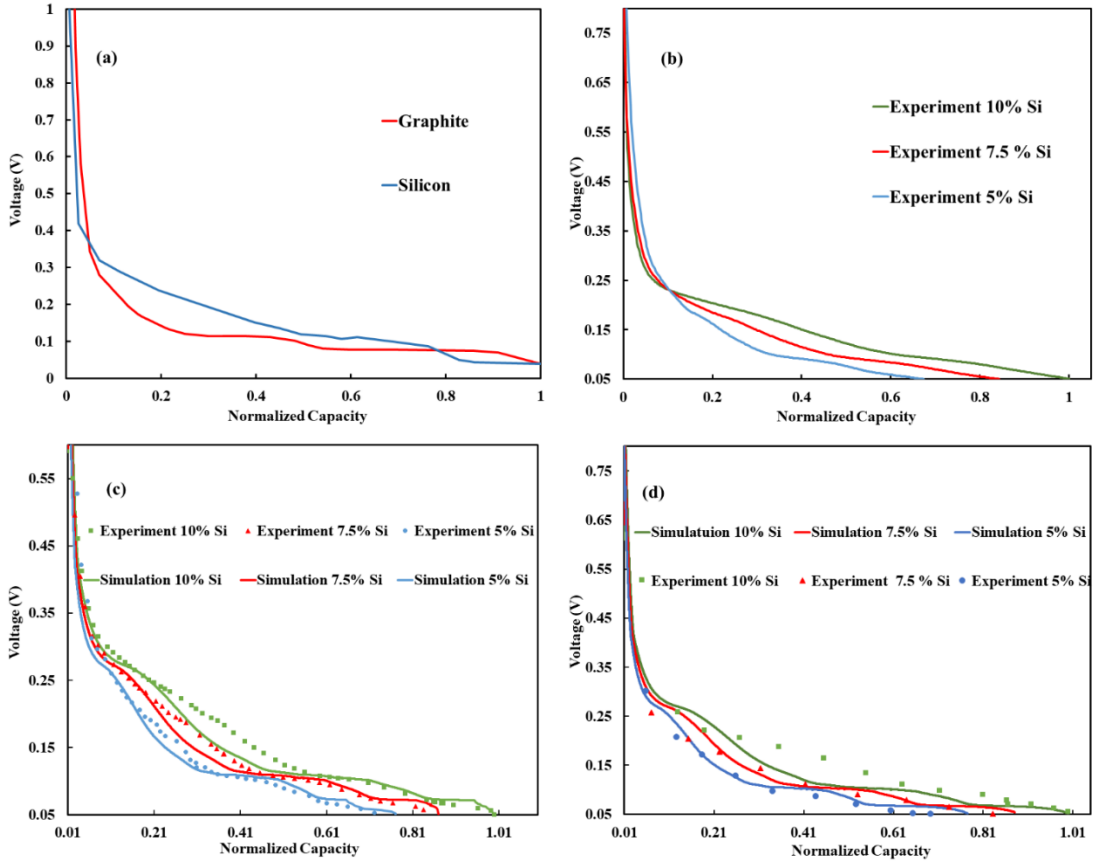 (a)
Graphite
Silicon
1
0.9
0.8
0.7
0.6
0.5
0.4
0.3
0.2
0.1
0
Voltage (V)
0 0.2 0.4 0.6 0.8 1
Normalized Capacity
(b)
Experiment 10% Si
Experiment 7.5 % Si
Experiment 5% Si
0.75
0.65
0.55
0.45
0.35
0.25
0.15
0.05
Voltage (V)
0 0.2 0.4 0.6 0.8 1
Normalized Capacity
(c)
Experiment 10% Si Experiment 7.5% Si Experiment 5% Si
Simulation 10% Si Simulation 7.5% Si Simulation 5% Si
0.55
0.45
0.35
0.25
0.15
0.05
Voltage (V)
0.01 0.21 0.41 0.61 0.81 1.01
Normalized Capacity
(d)
Simulatuion 10% Si Simulation 7.5% Si Simulation 5% Si
Experiment 10% Si Experiment 7.5 % Si Experiment 5% Si
0.75
0.65
0.55
0.45
0.35
0.25
0.15
0.05
Voltage (V)
0.01 0.21 0.41 0.61 0.81 1.01
Normalized Capacity